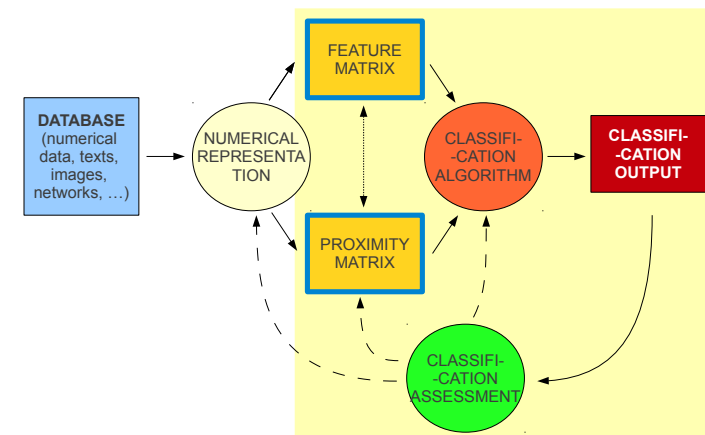 FEATURE
MATRIX
DATABASE
(numerical
data, texts,
images,
networks, …)
NUMERICAL
REPRESENTA
TION
CLASSIFI-
-CATION
ALGORITHM
CLASSIFI-
-CATION
OUTPUT
PROXIMITY
MATRIX
CLASSIFI-
-CATION
ASSESSMENT